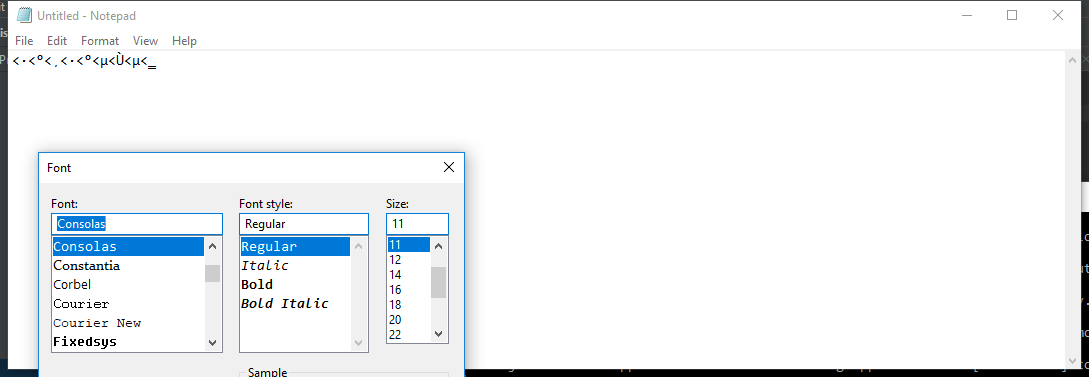 Untitled - Notepad
File Edit Format View Help
<·<º<¸<·<º<µ<Ù<µ<‗
Font
Font: Font style: Size:
Consolas Regular 11
Consolas Regular 11
Constantia Italic 12
Corbel Bold 14
Courier Bold Italic 16
Courier New 18
Fixedsys 20
22
Sample